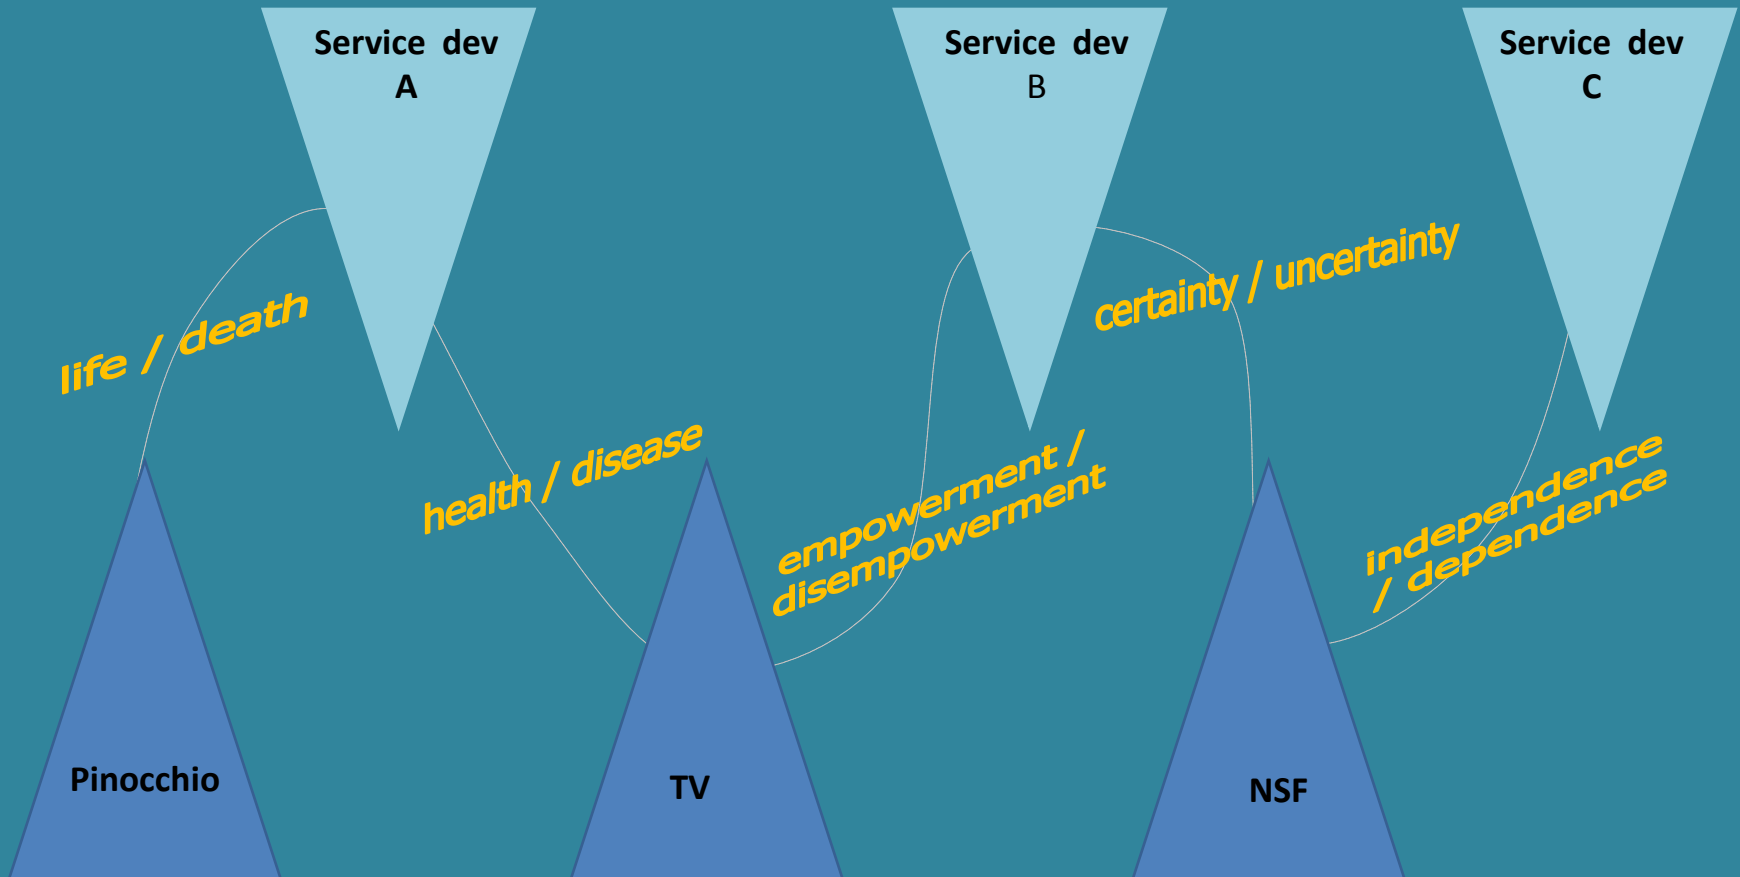 Service dev
A
Service dev
B
Service dev
C
life / death
health / disease
empowerment /
disempowerment
certainty / uncertainty
independence
/ dependence
Pinocchio
TV
NSF